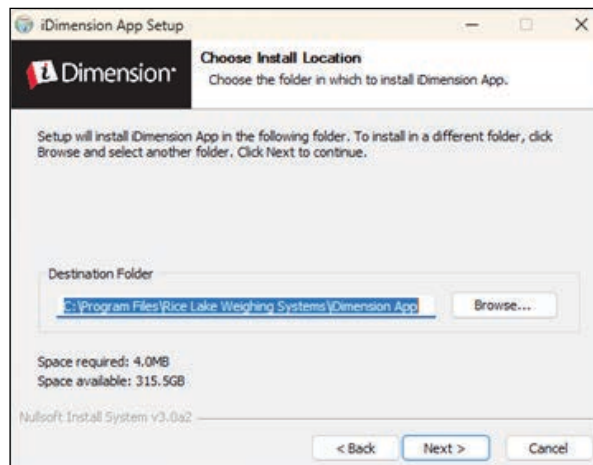 iDimension App Setup
iDimension
Choose Install Location
Choose the folder in which to install iDimension App.
Setup will install iDimension App in the following folder. To install in a different folder, click
Browse and select another folder. Click Next to continue.
Destination Folder
C:\Program Files\Rice Lake Weighing Systems\iDimension App
Browse...
Space required: 4.0MB
Space available: 315.5GB
Nullsoft Install System v3.0a2
< Back
Next >
Cancel